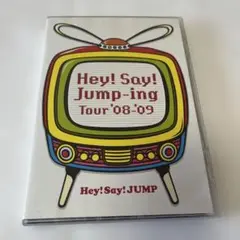 Hey! Say!
Jump-ing
Tour '08-'09
Hey! Say! JUMP